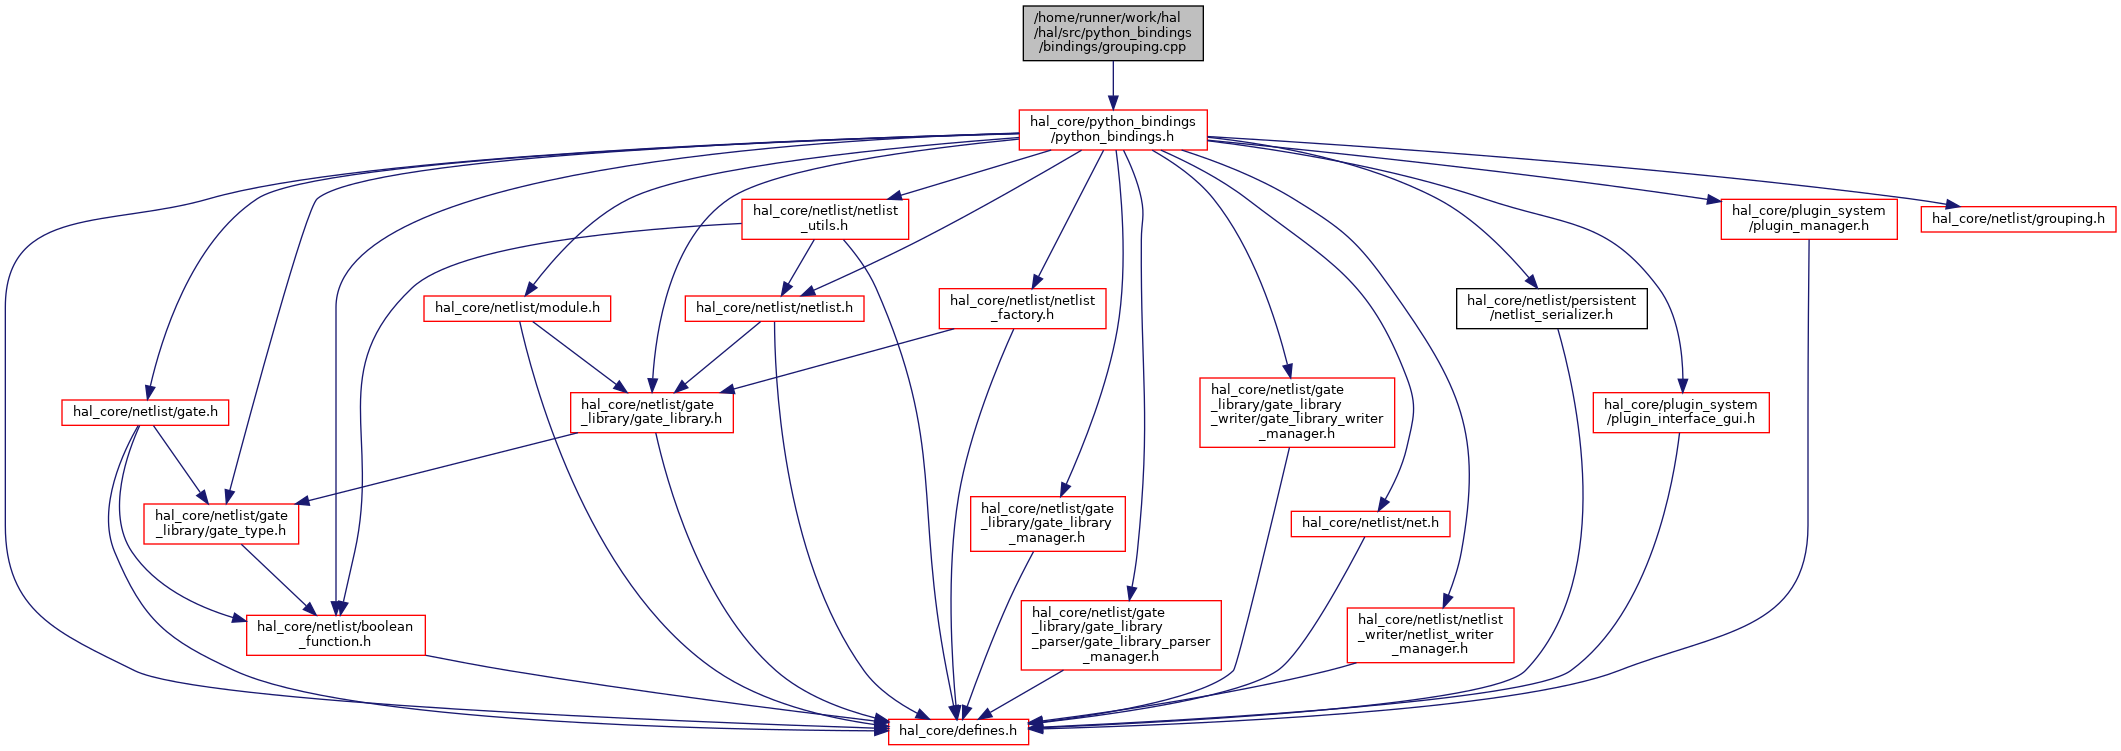 /home/runner/work/hal
/hal/src/python_bindings
/bindings/grouping.cpp
hal_core/python_bindings
/python_bindings.h
hal_core/netlist/netlist
_utils.h
hal_core/plugin_system
/plugin_manager.h
hal_core/netlist/grouping.h
hal_core/netlist/module.h
hal_core/netlist/netlist.h
hal_core/netlist/netlist
_factory.h
hal_core/netlist/persistent
/netlist_serializer.h
hal_core/netlist/gate.h
hal_core/netlist/gate
_library/gate_library.h
hal_core/netlist/gate
_library/gate_library
_writer/gate_library_writer
_manager.h
hal_core/plugin_system
/plugin_interface_gui.h
hal_core/netlist/gate
_library/gate_type.h
hal_core/netlist/gate
_library/gate_library
_manager.h
hal_core/netlist/net.h
hal_core/netlist/boolean
_function.h
hal_core/netlist/gate
_library/gate_library
_parser/gate_library_parser
_manager.h
hal_core/netlist/netlist
_writer/netlist_writer
_manager.h
hal_core/defines.h